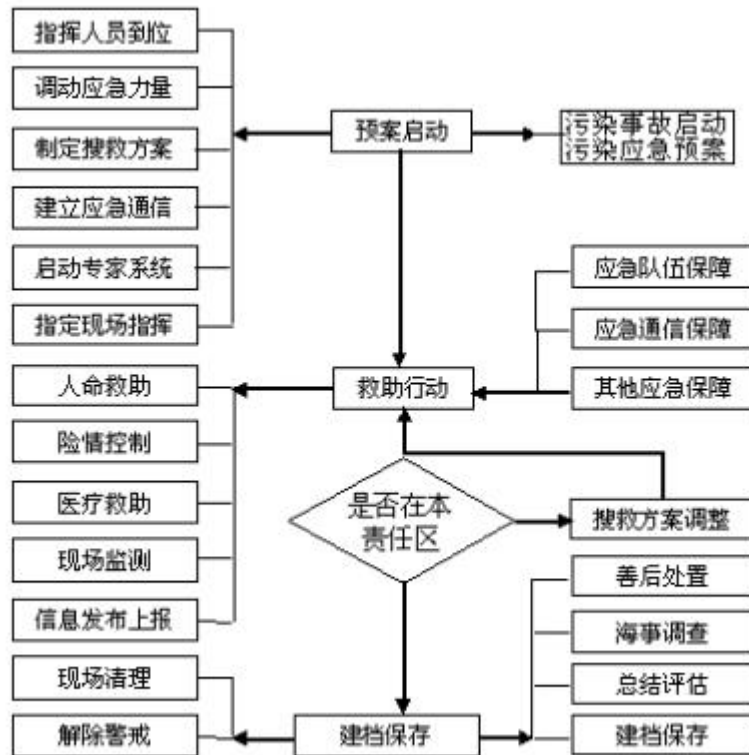 指挥人员到位
调动应急力量
制定搜救方案
建立应急通信
启动专家系统
指定现场指挥
预案启动
污染事故启动
污染应急预案
应急队伍保障
应急通信保障
其他应急保障
救助行动
人命救助
险情控制
医疗救助
现场监测
信息发布上报
是否在本
责任区
搜救方案调整
善后处置
海事调查
总结评估
建档保存
现场清理
解除警戒
建档保存